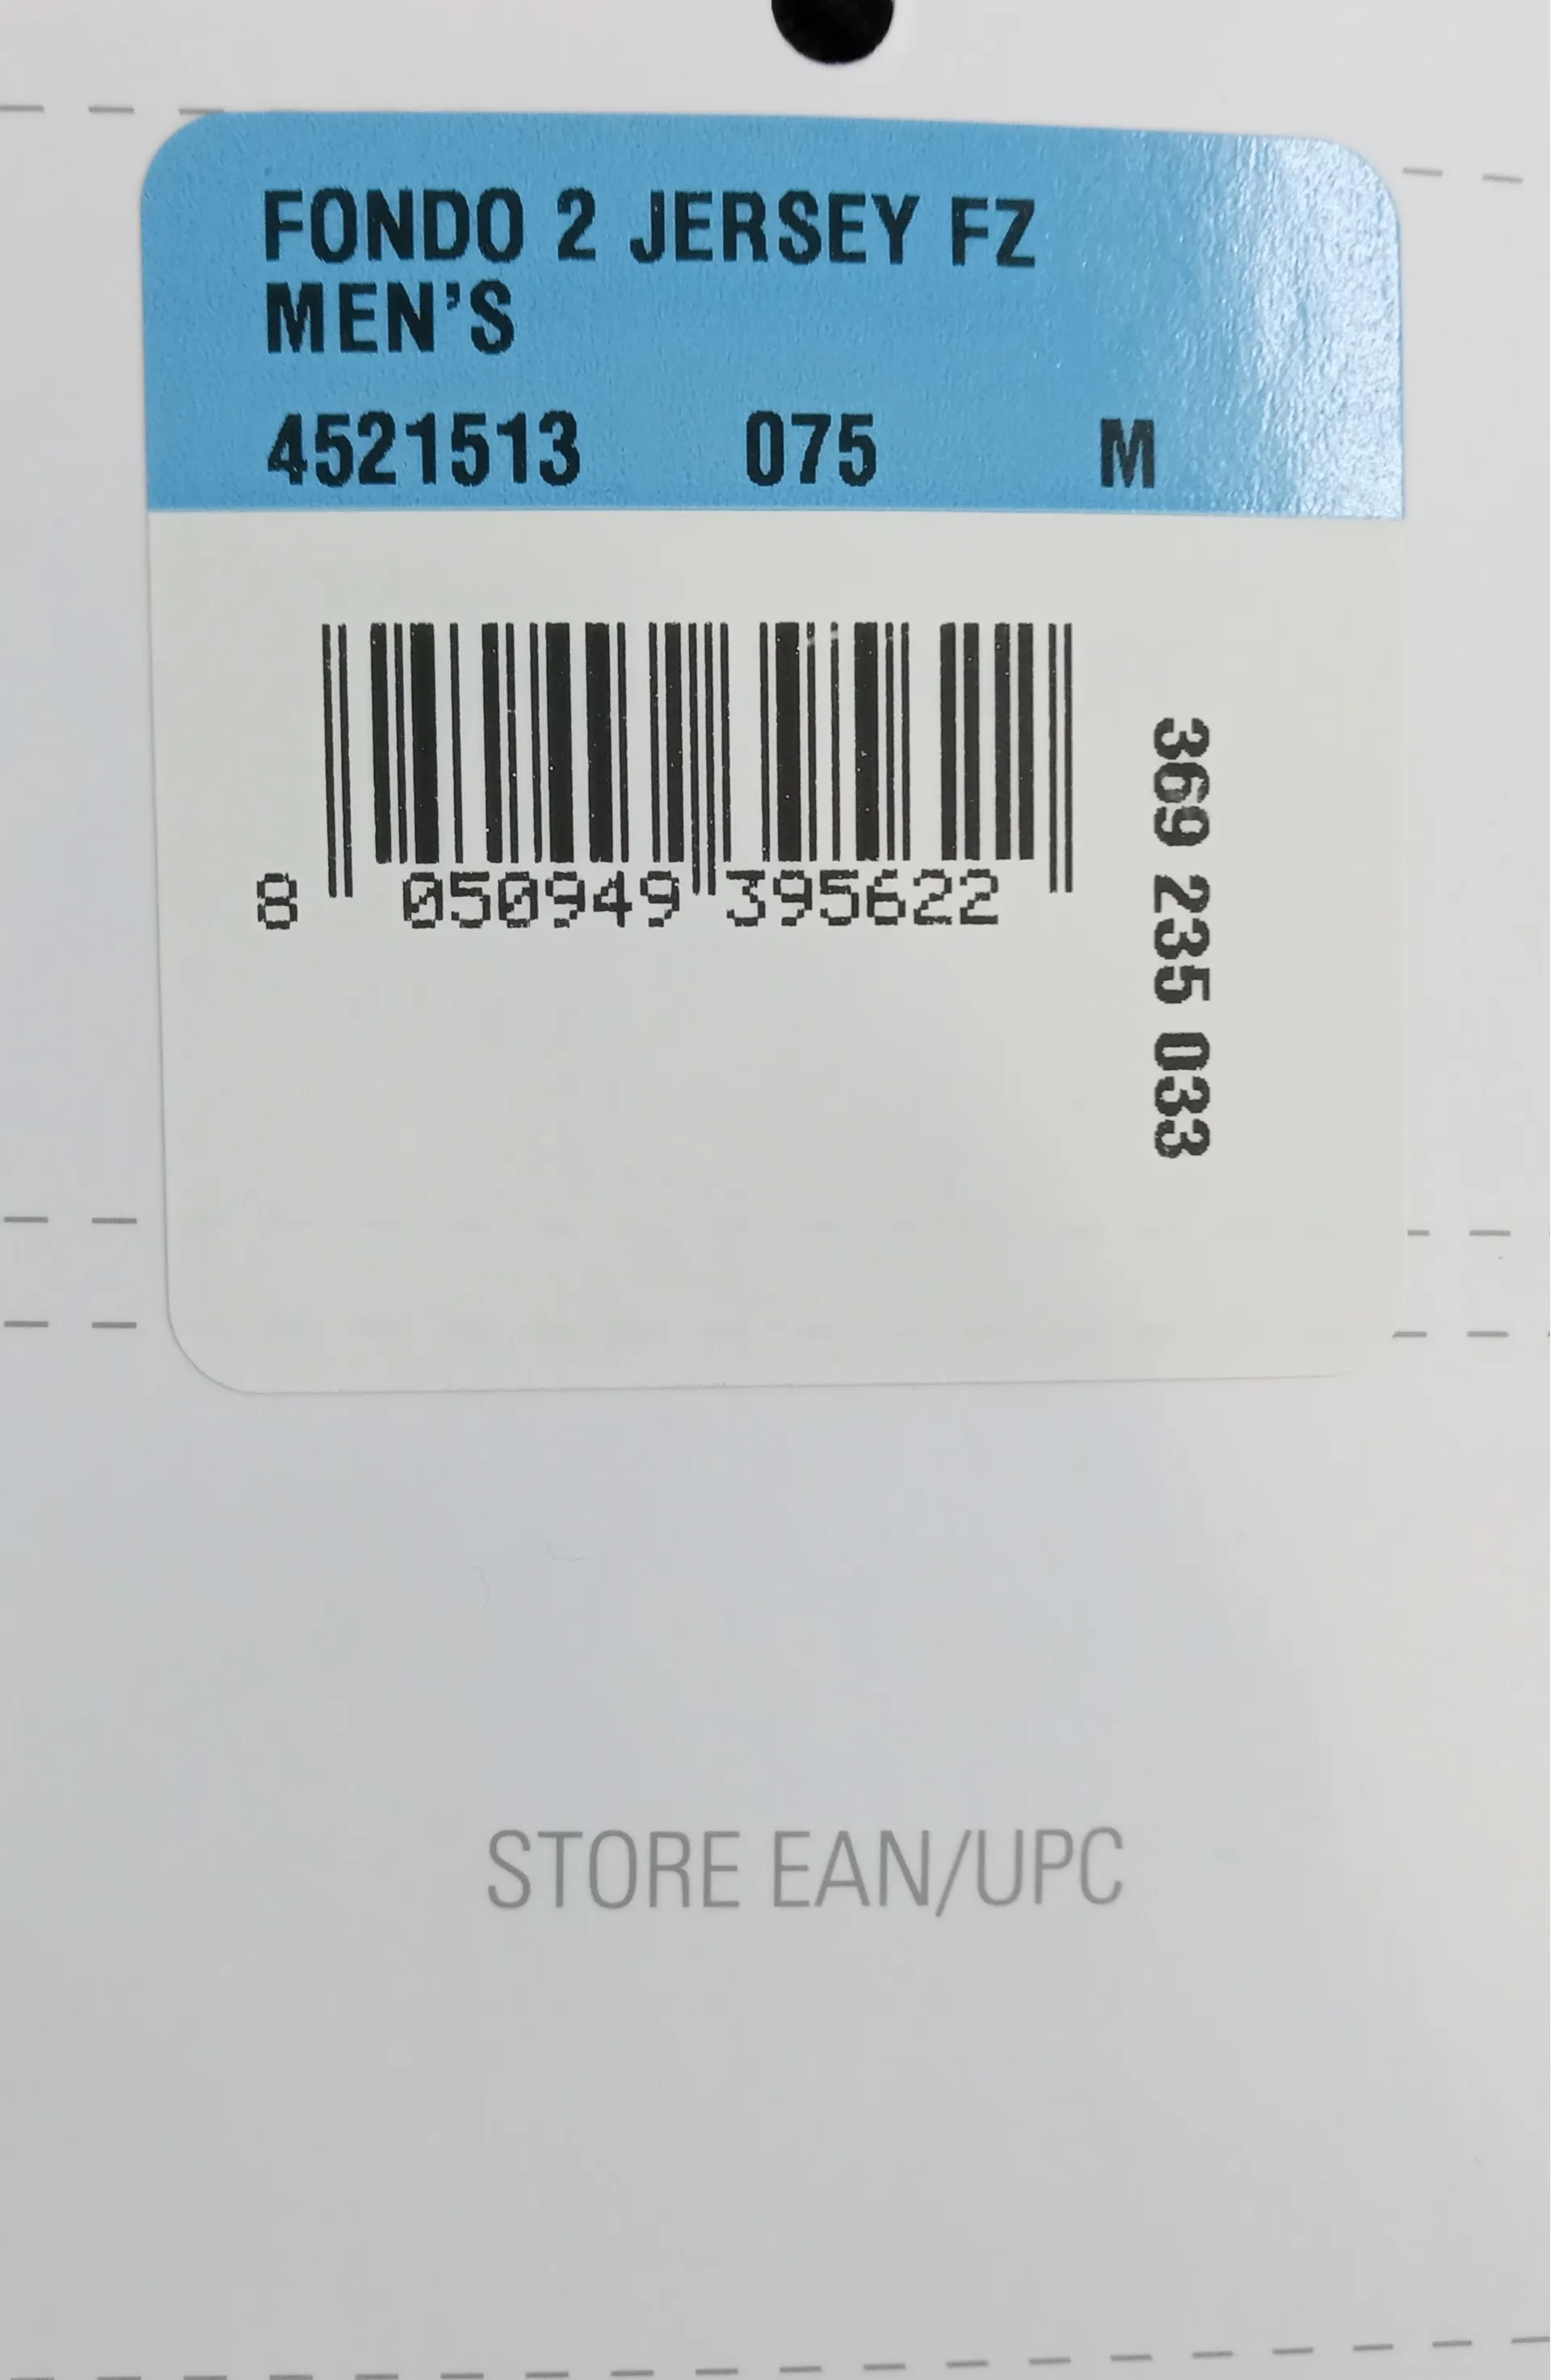 FONDO 2 JERSEY FZ
MEN'S
4521513 075 M
8 050949 395622
369 235 033
STORE EAN/UPC